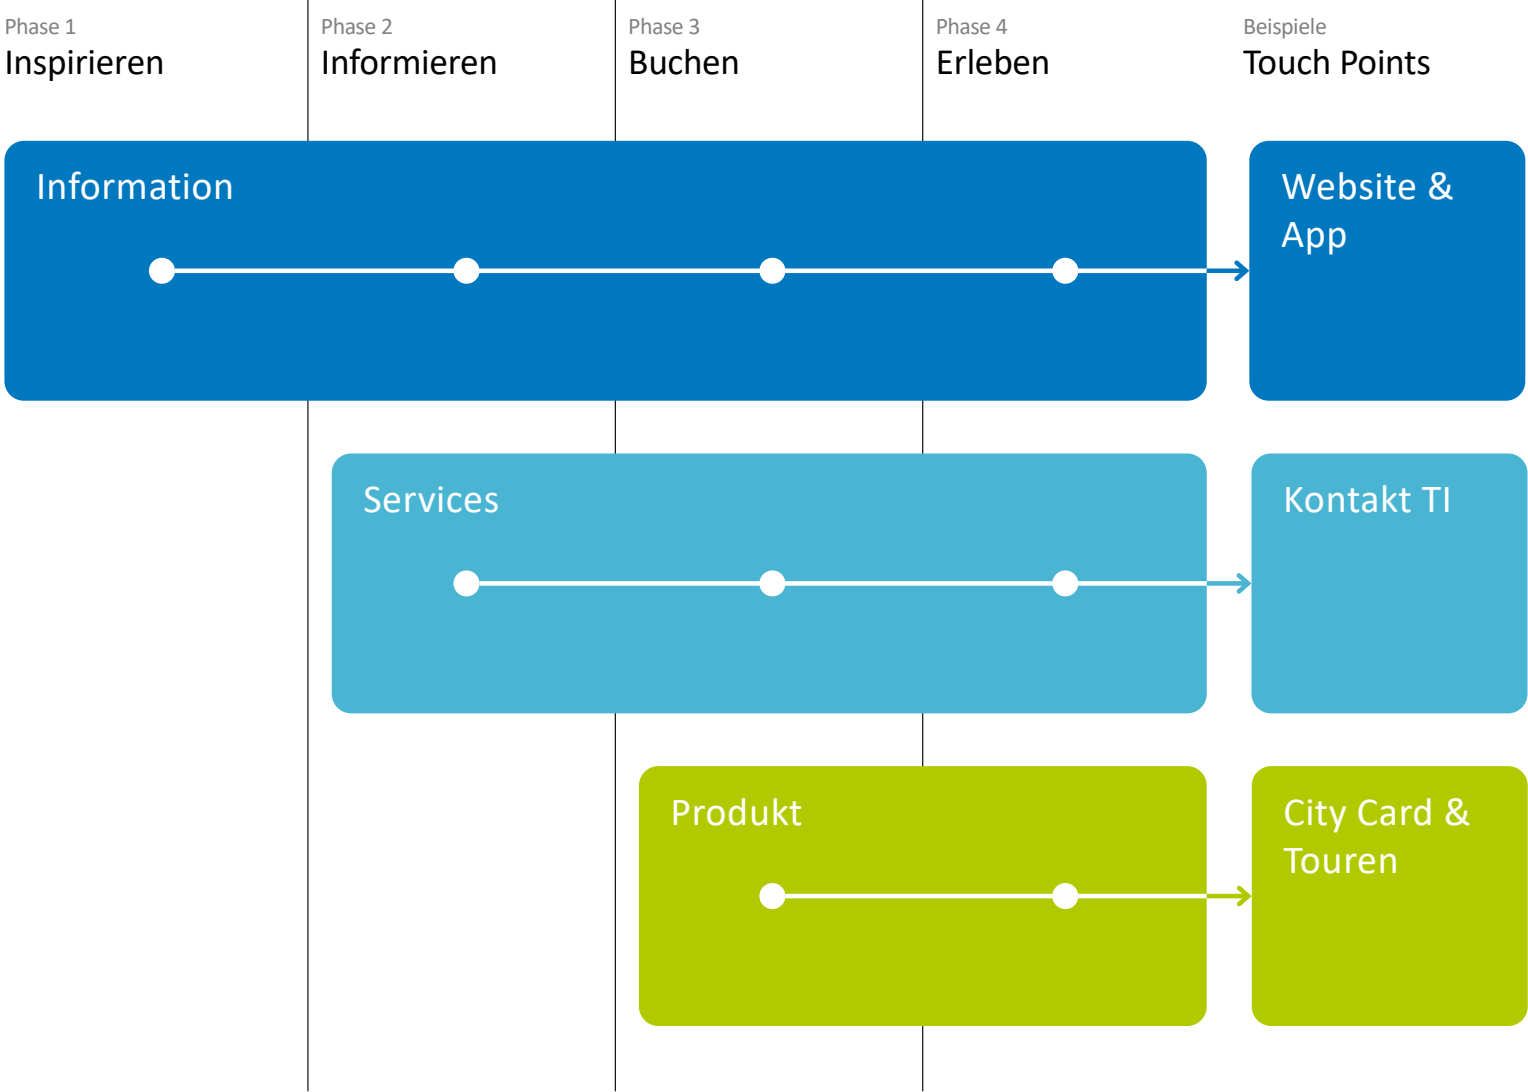 Phase 1
Inspirieren
Phase 2
Informieren
Phase 3
Buchen
Phase 4
Erleben
Beispiele
Touch Points
Information
Website &
App
Services
Kontakt TI
Produkt
City Card &
Touren